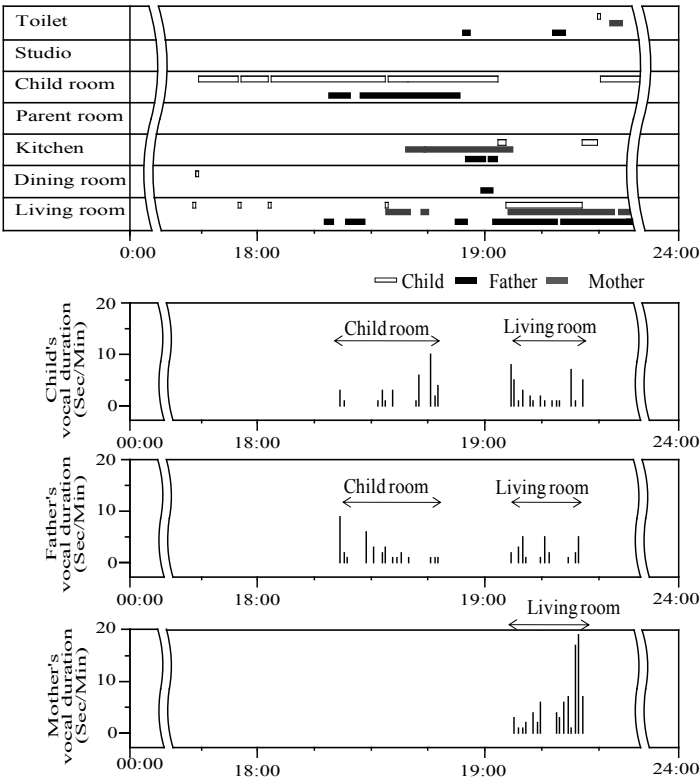 Toilet
Studio
Child room
Parent room
Kitchen
Dining room
Living room
0:00 18:00 19:00 24:00
Child Father Mother
Child's
vocal duration
(Sec/Min)
20
10
0
Child room Living room
00:00 18:00 19:00 24:00
Father's
vocal duration
(Sec/Min)
20
10
0
Child room Living room
00:00 18:00 19:00 24:00
Living room
Mother's
vocal duration
(Sec/Min)
20
10
0
00:00 18:00 19:00 24:00